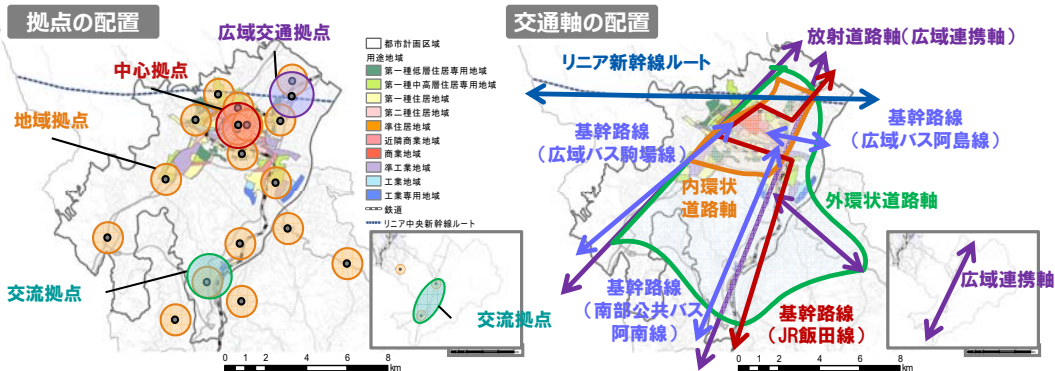 拠点の配置
広域交通拠点
中心拠点
地域拠点
交流拠点
都市計画区域
用途地域
第一種低層住居専用地域
第一種中高層住居専用地域
第一種住居地域
第二種住居地域
準住居地域
近隣商業地域
商業地域
準工業地域
工業地域
工業専用地域
鉄道
リニア中央新幹線ルート
交流拠点
0 1 2 4 6 8
km
交通軸の配置
放射道路軸(広域連携軸)
リニア新幹線ルート
基幹路線
(広域バス駒場線)
基幹路線
(広域バス阿島線)
内環状
道路軸
外環状道路軸
基幹路線
(南部公共バス
阿南線)
基幹路線
(JR飯田線)
広域連携軸
0 1 2 4 6 8
km